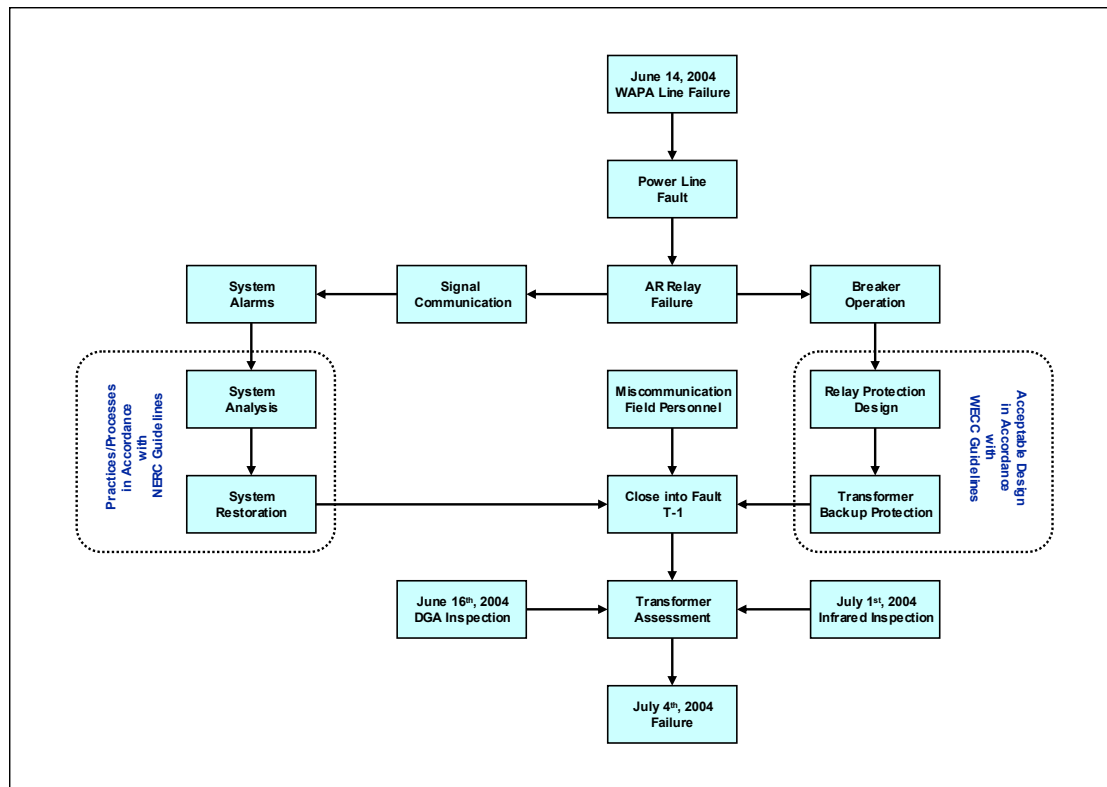 June 14, 2004
WAPA Line Failure
Power Line
Fault
System
Alarms
Signal
Communication
AR Relay
Failure
Breaker
Operation
Practices/Processes
in Accordance
with
NERC Guidelines
System
Analysis
Miscommunication
Field Personnel
Relay Protection
Design
Acceptable Design
in Accordance
with
WECC Guidelines
System
Restoration
Close into Fault
T-1
Transformer
Backup Protection
June 16th, 2004
DGA Inspection
Transformer
Assessment
July 1st, 2004
Infrared Inspection
July 4th, 2004
Failure